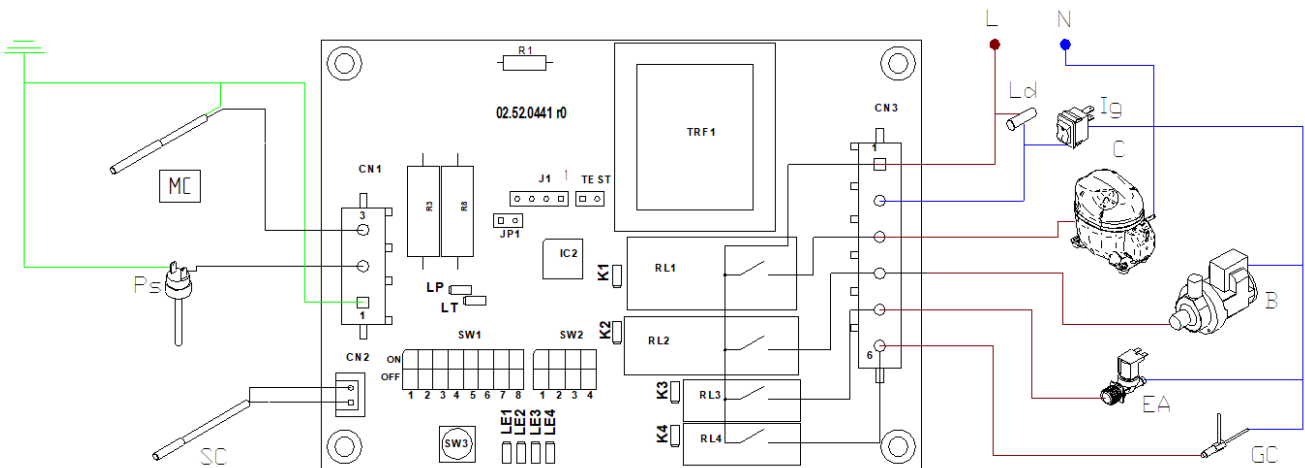 L N
R1
02.52.0441 r0
TRF1
CN3
Ld
Ig
C
1
CN1
3
MC
R3
R8
J1 1
TEST
JP1
IC2
K1
RL1
Ps
LP
LT
1
B
K2
RL2
SW1
SW2
CN2
ON
OFF
1 2 3 4 5 6 7 8
1 2 3 4
6
K3
RL3
EA
LE1
LE2
LE3
LE4
K4
RL4
SW3
SC
GC